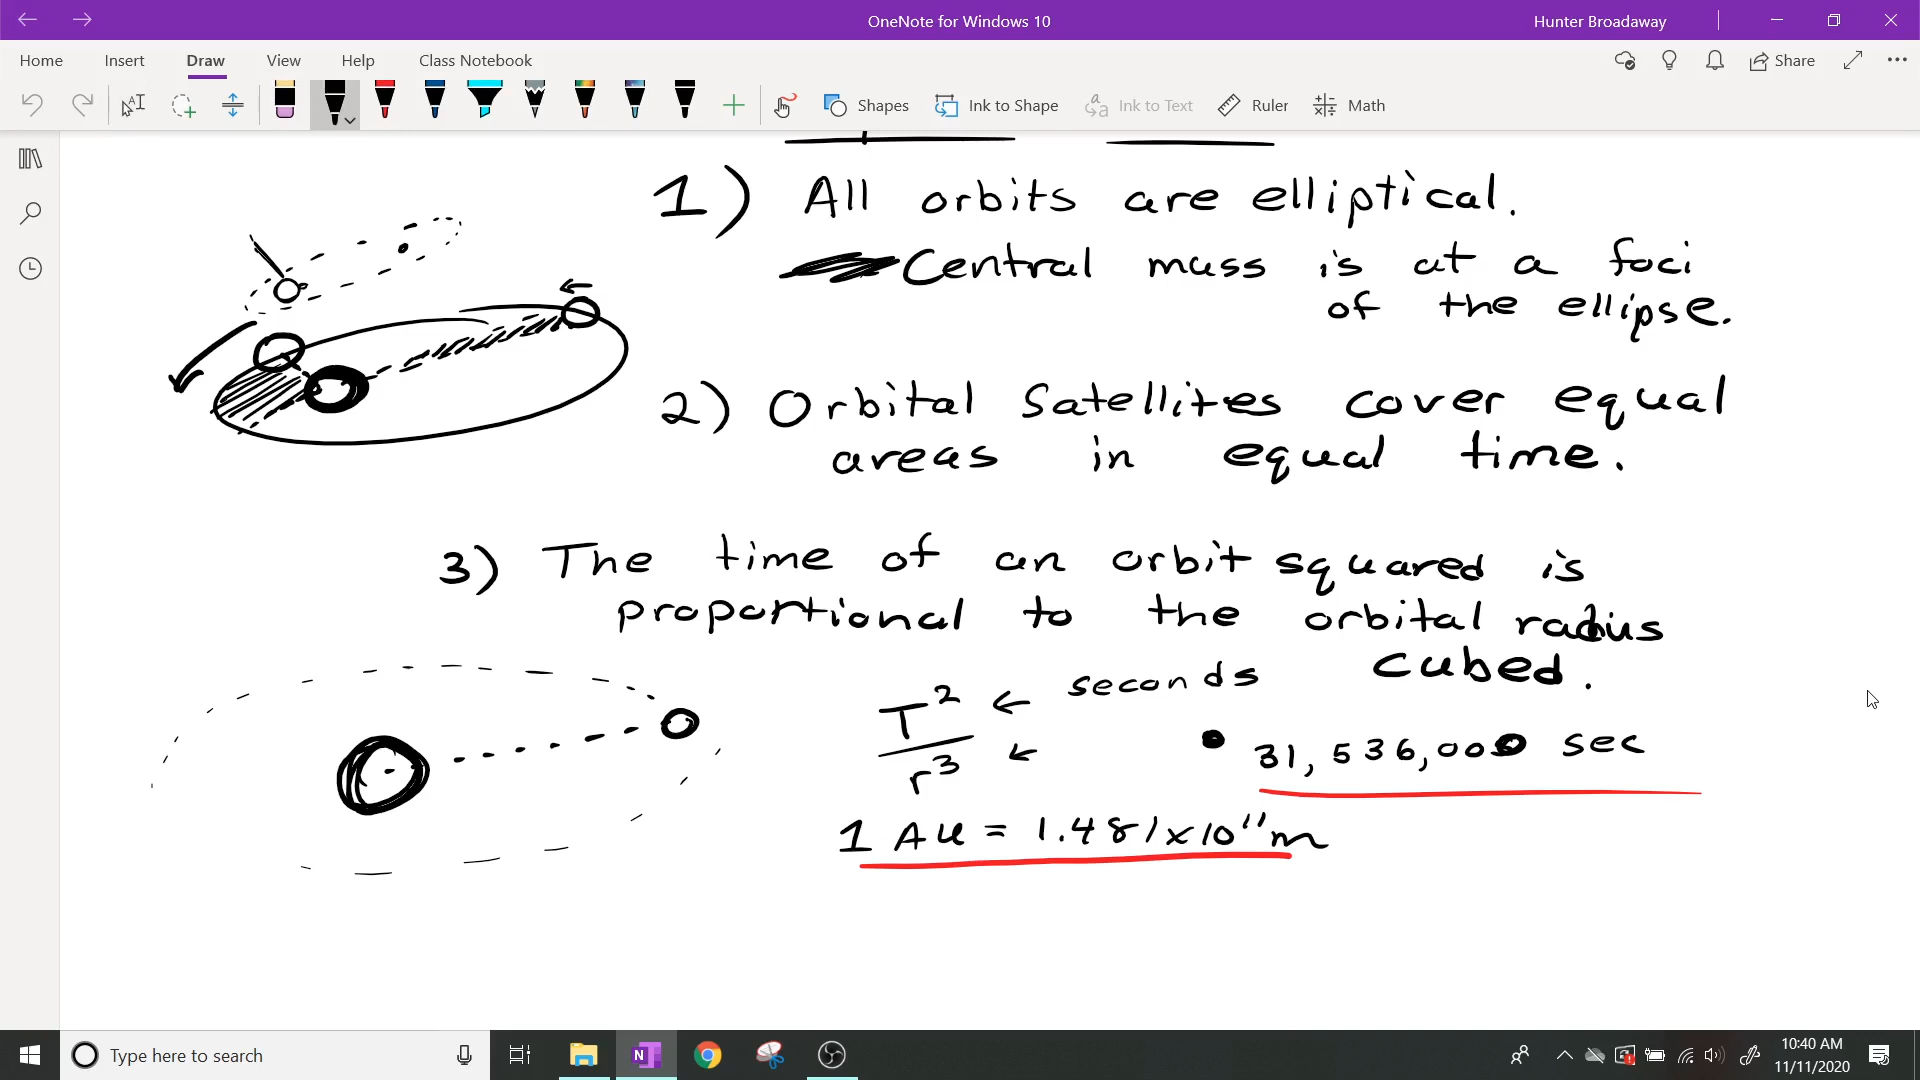 OneNote for Windows 10
Hunter Broadaway
Home Insert Draw View Help Class Notebook
Share
Shapes Ink to Shape Ink to Text Ruler Math
1) All orbits are elliptical.
Central mass is at a foci
of the ellipse.
2) Orbital Satellites cover equal
areas in equal time.
3) The time of an orbit squared is
proportional to the orbital radius
cubed.
T² ← seconds
r³ ←
31,536,000 sec
1 AU = 1.481x10¹¹m
Type here to search
10:40 AM
11/11/2020